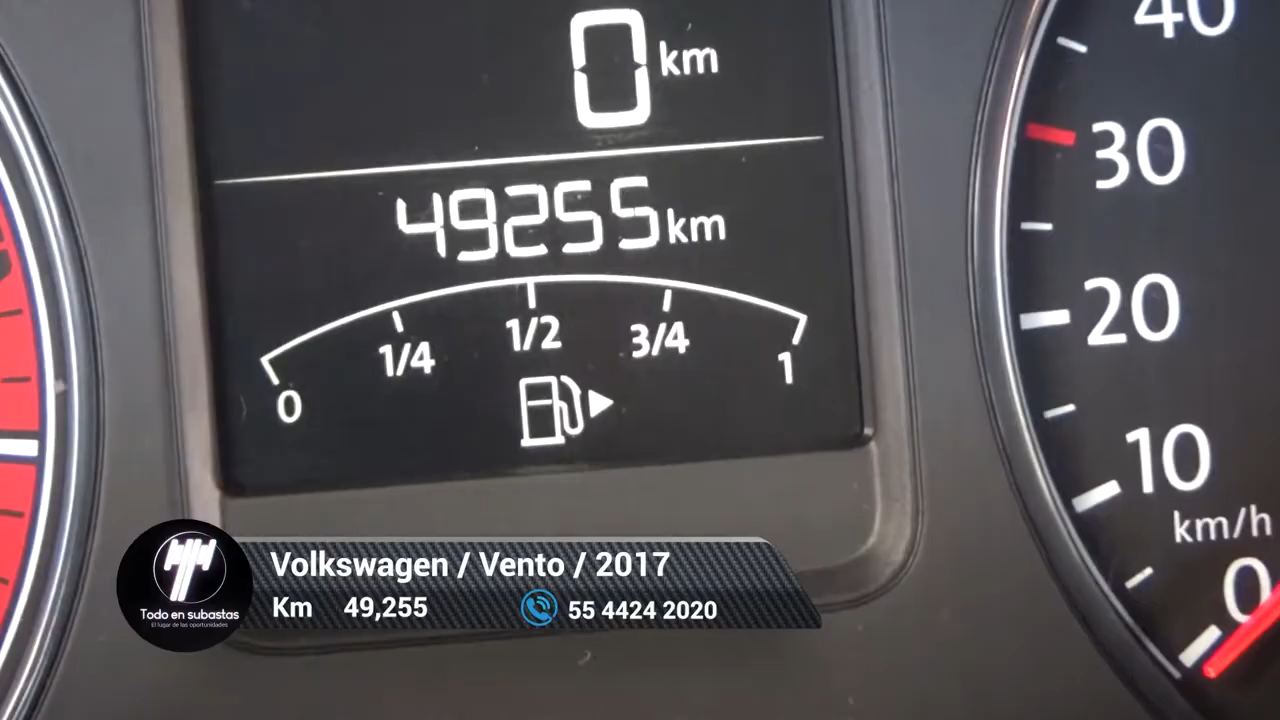 0 km
49255 km
0 1/4 1/2 3/4 1
40
30
20
10
km/h
0
Todo en subastas
El lugar de las oportunidades
Volkswagen / Vento / 2017
Km 49,255
55 4424 2020